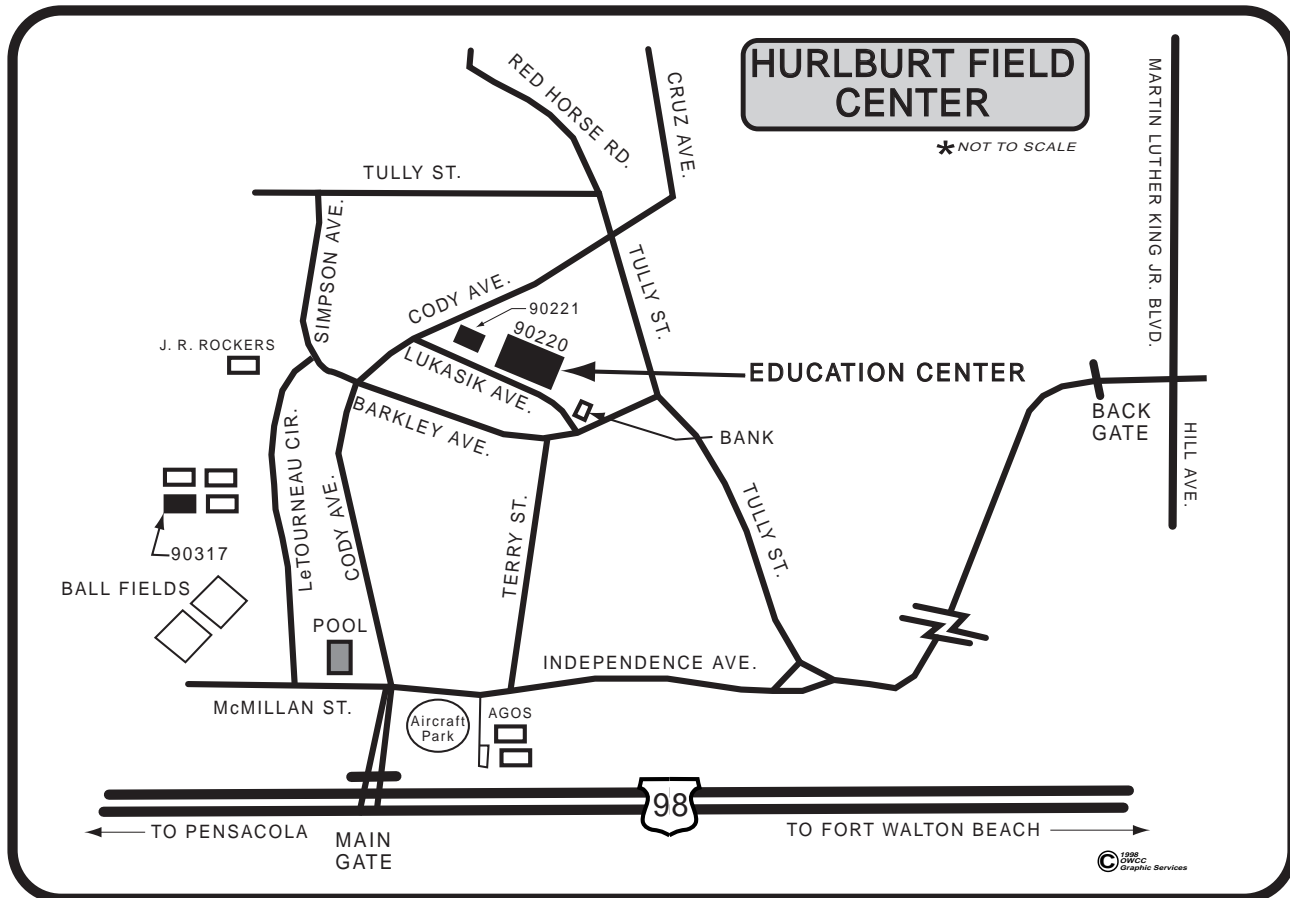 HURLBURT FIELD
CENTER
*NOT TO SCALE
RED HORSE RD.
CRUZ AVE.
MARTIN LUTHER KING JR. BLVD.
TULLY ST.
SIMPSON AVE.
TULLY ST.
CODY AVE.
90221
90220
J. R. ROCKERS
LUKASIK AVE.
EDUCATION CENTER
BARKLEY AVE.
BANK
BACK
GATE
HILL AVE.
LeTOURNEAU CIR.
CODY AVE.
TERRY ST.
TULLY ST.
90317
BALL FIELDS
POOL
INDEPENDENCE AVE.
McMILLAN ST.
Aircraft
Park
AGOS
98
TO PENSACOLA
TO FORT WALTON BEACH
MAIN
GATE
© 1998
OWCC
Graphic Services